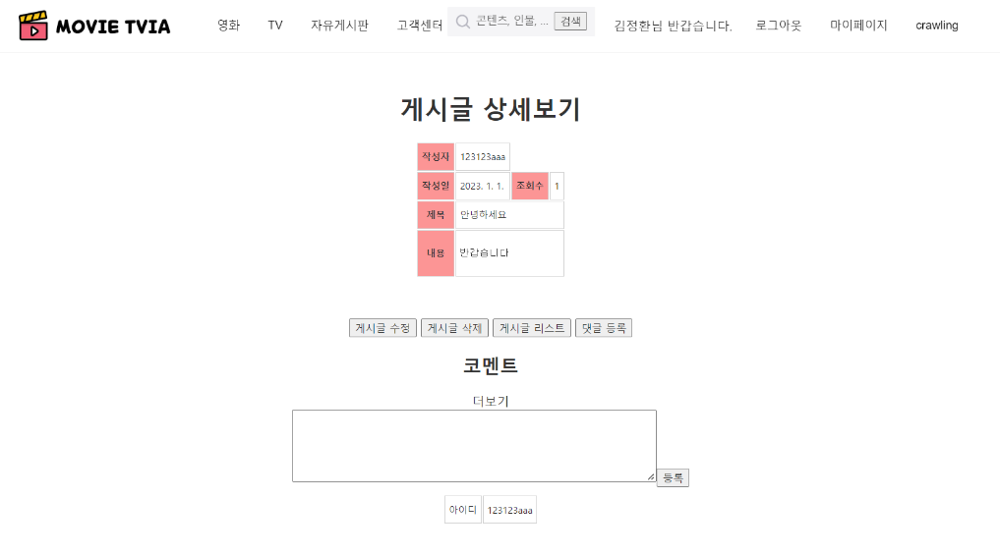 MOVIE TVIA 영화 TV 자유게시판 고객센터 콘텐츠, 인물, ... 검색 김정환님 반갑습니다. 로그아웃 마이페이지 crawling
게시글 상세보기
작성자 123123aaa
작성일 2023. 1. 1. 조회수 1
제목 안녕하세요
내용 반갑습니다
게시글 수정 게시글 삭제 게시글 리스트 댓글 등록
코멘트
더보기
등록
아이디 123123aaa